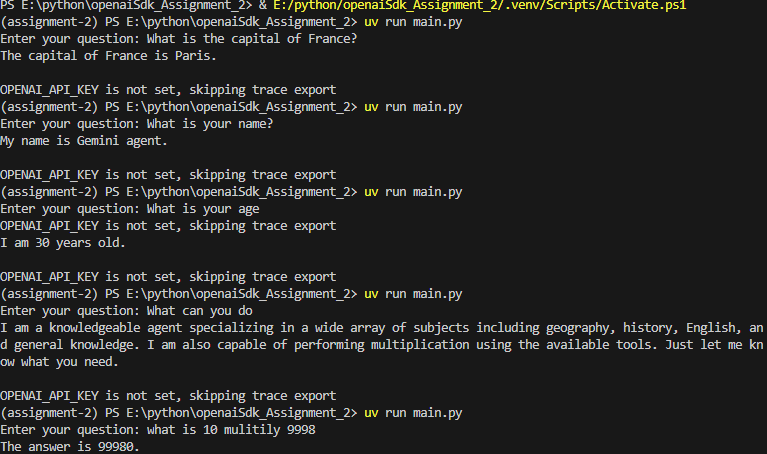 PS E:\python\openaiSdk_Assignment_2> & E:/python/openaiSdk_Assignment_2/.venv/Scripts/Activate.ps1
(assignment-2) PS E:\python\openaiSdk_Assignment_2> uv run main.py
Enter your question: What is the capital of France?
The capital of France is Paris.
OPENAI_API_KEY is not set, skipping trace export
(assignment-2) PS E:\python\openaiSdk_Assignment_2> uv run main.py
Enter your question: What is your name?
My name is Gemini agent.
OPENAI_API_KEY is not set, skipping trace export
(assignment-2) PS E:\python\openaiSdk_Assignment_2> uv run main.py
Enter your question: What is your age
OPENAI_API_KEY is not set, skipping trace export
I am 30 years old.
OPENAI_API_KEY is not set, skipping trace export
(assignment-2) PS E:\python\openaiSdk_Assignment_2> uv run main.py
Enter your question: What can you do
I am a knowledgeable agent specializing in a wide array of subjects including geography, history, English, an
d general knowledge. I am also capable of performing multiplication using the available tools. Just let me kn
ow what you need.
OPENAI_API_KEY is not set, skipping trace export
(assignment-2) PS E:\python\openaiSdk_Assignment_2> uv run main.py
Enter your question: what is 10 mulitily 9998
The answer is 99980.